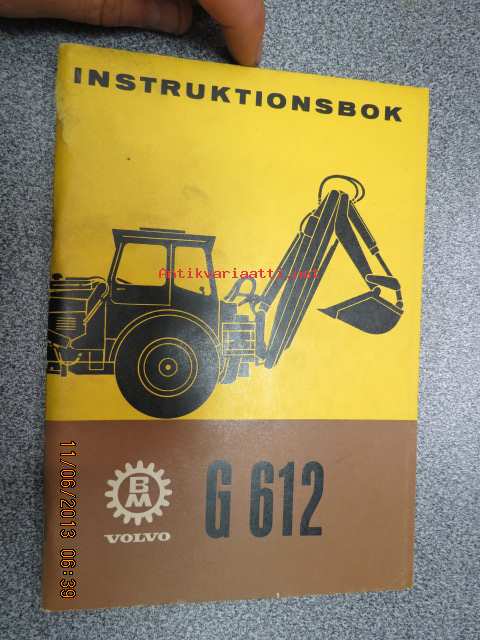 INSTRUKTIONSBOK
Antikvariaatti.net
BM
VOLVO
G 612
11/06/2013 06:39